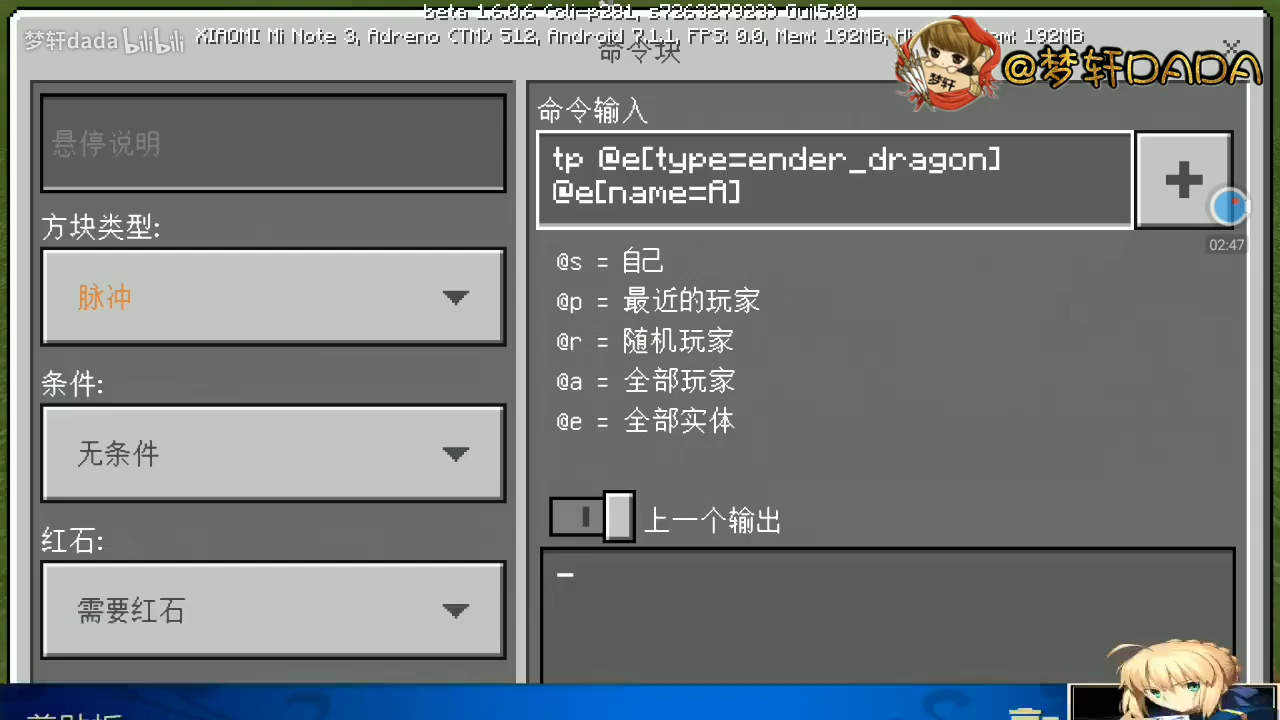 beta 1.6.0.6
梦轩dada bilibili
XIAOMI Mi Note 3, Adreno (TM) 512, Android 7.1.1, FPS: 0.0, Mem: 192MB,
命令块
梦轩
@梦轩DADA
悬停说明
方块类型:
脉冲
条件:
无条件
红石:
需要红石
命令输入
tp @e[type=ender_dragon]
@e[name=A]
02:47
@s = 自己
@p = 最近的玩家
@r = 随机玩家
@a = 全部玩家
@e = 全部实体
上一个输出